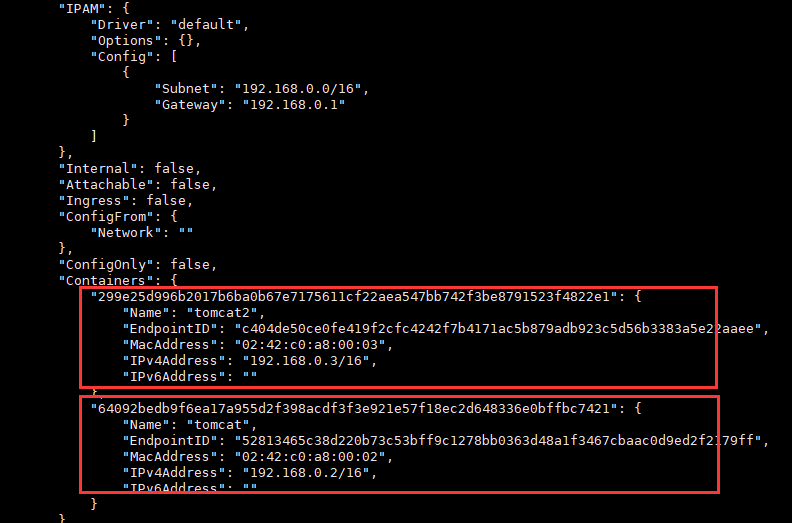 "IPAM": {
"Driver": "default",
"Options": {},
"Config": [
{
"Subnet": "192.168.0.0/16",
"Gateway": "192.168.0.1"
}
]
},
"Internal": false,
"Attachable": false,
"Ingress": false,
"ConfigFrom": {
"Network": ""
},
"ConfigOnly": false,
"Containers": {
"299e25d996b2017b6ba0b67e7175611cf22aea547bb742f3be8791523f4822e1": {
"Name": "tomcat2",
"EndpointID": "c404de50ce0fe419f2cfc4242f7b4171ac5b879adb923c5d56b3383a5e22aaee",
"MacAddress": "02:42:c0:a8:00:03",
"IPv4Address": "192.168.0.3/16",
"IPv6Address": ""
},
"64092bedb9f6ea17a955d2f398acdf3f3e921e57f18ec2d648336e0bffbc7421": {
"Name": "tomcat",
"EndpointID": "52813465c38d220b73c53bff9c1278bb0363d48a1f3467cbaac0d9ed2f2179ff",
"MacAddress": "02:42:c0:a8:00:02",
"IPv4Address": "192.168.0.2/16",
"IPv6Address": ""
}
}